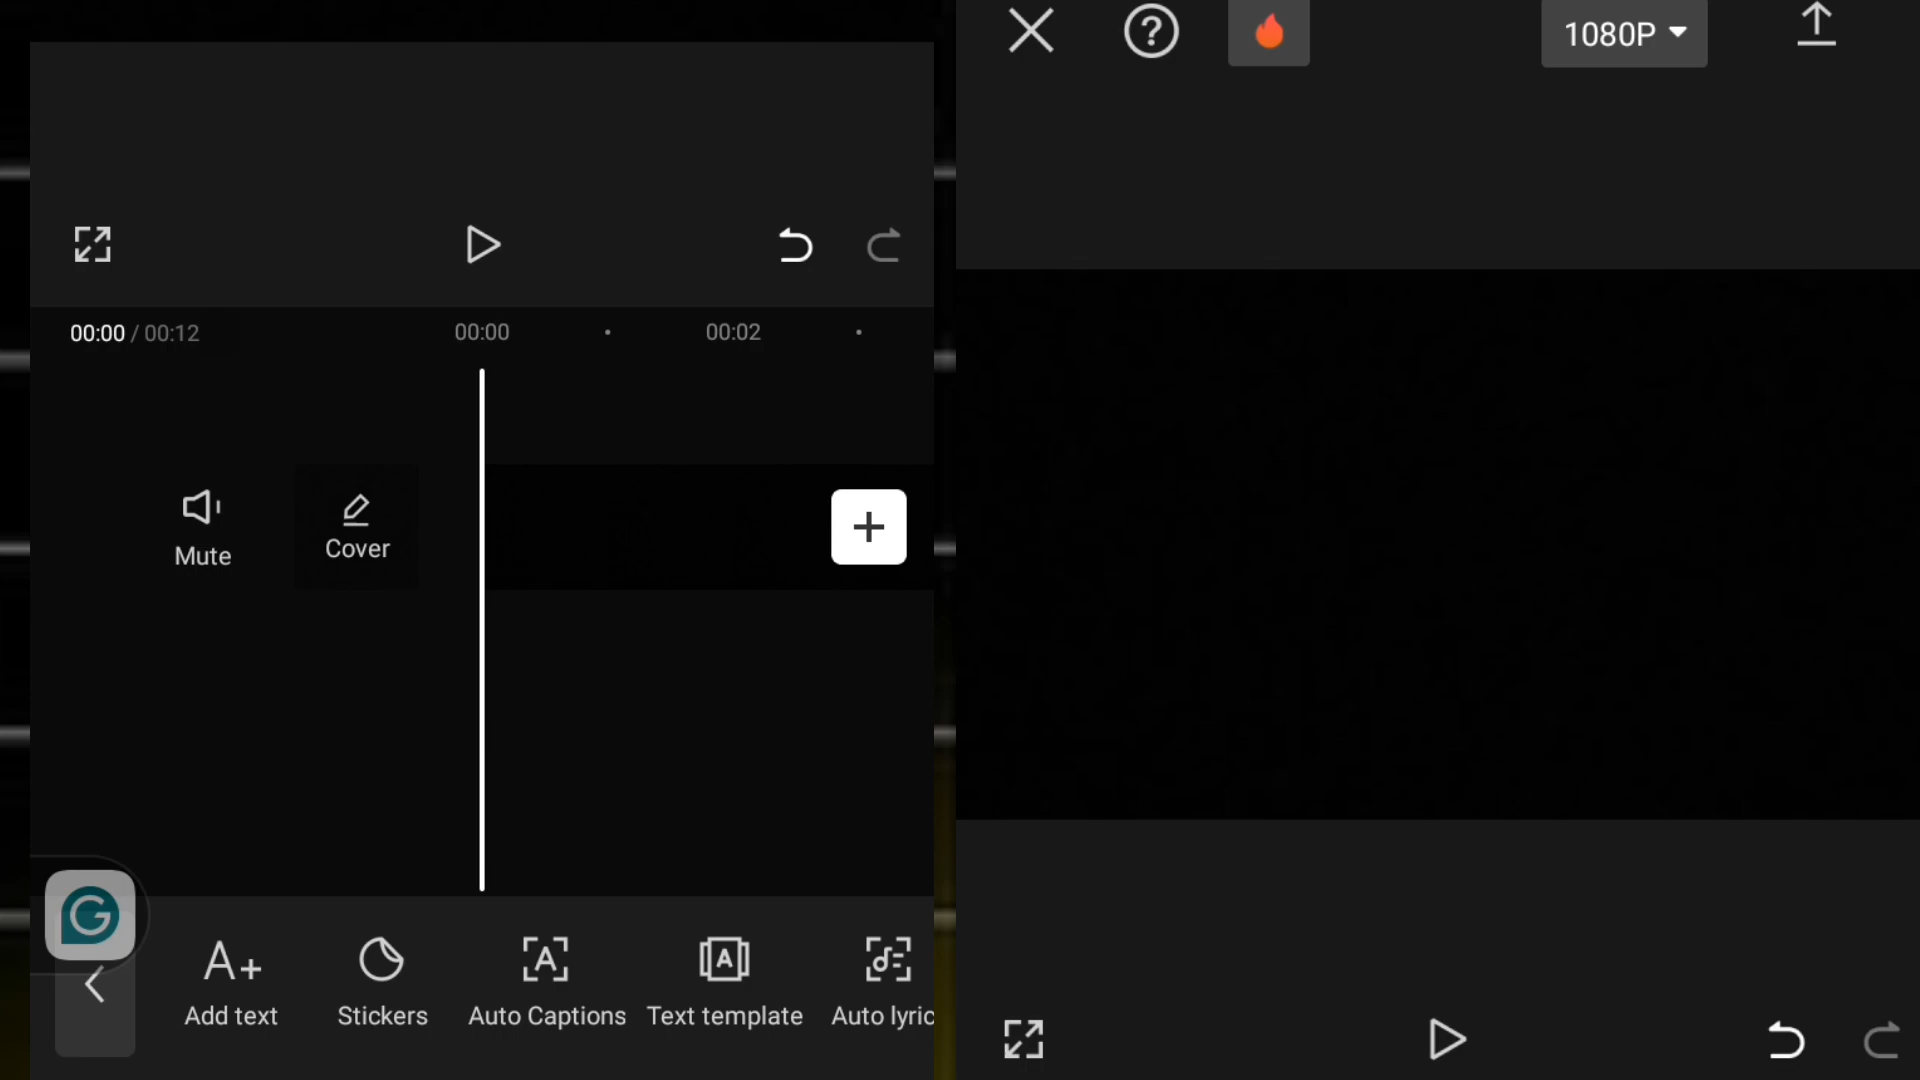 1080P
00:00 / 00:12
00:00
00:02
Mute
Cover
Add text
Stickers
Auto Captions
Text template
Auto lyric